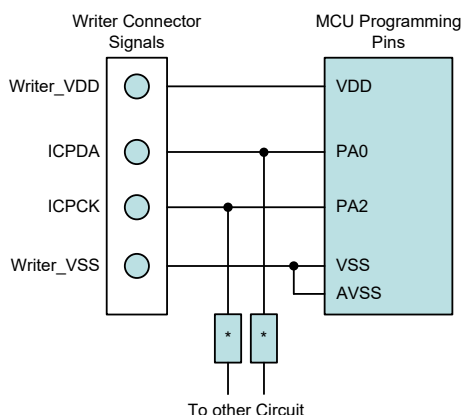 Writer Connector
Signals
MCU Programming
Pins
Writer_VDD
VDD
ICPDA
PA0
ICPCK
PA2
Writer_VSS
VSS
AVSS
* *
To other Circuit